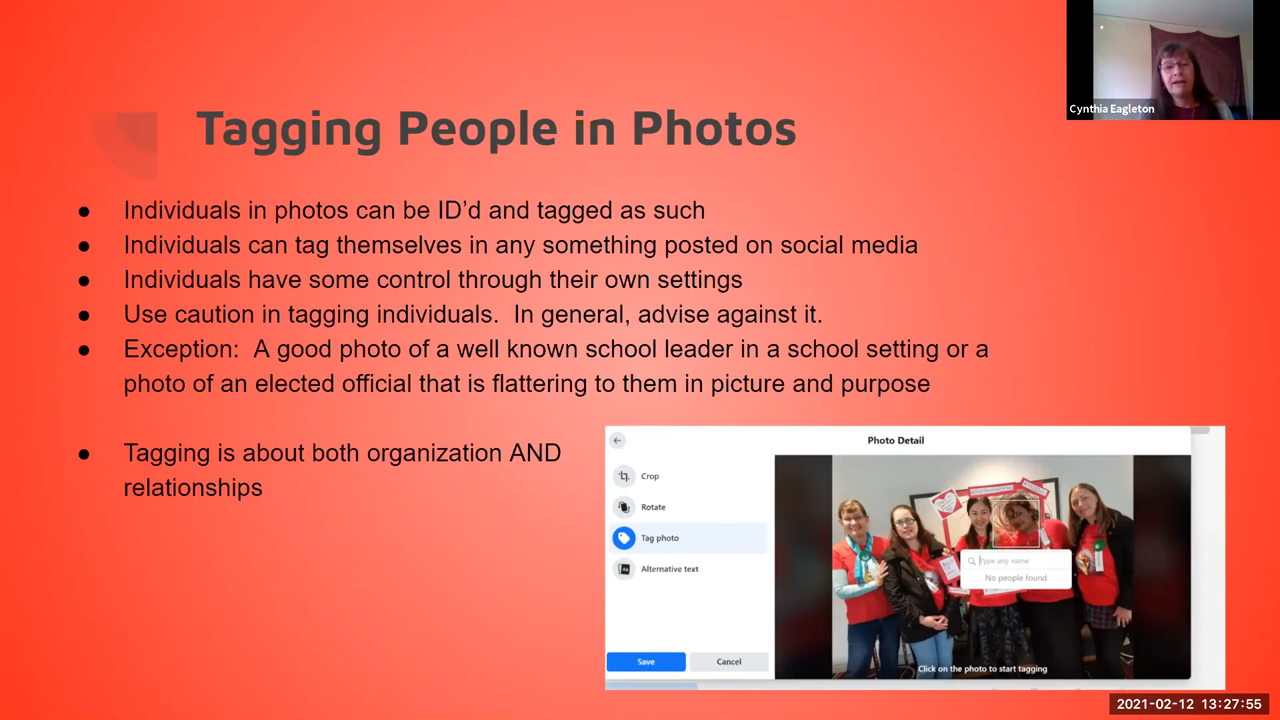 Cynthia Eagleton
Tagging People in Photos
● Individuals in photos can be ID’d and tagged as such
● Individuals can tag themselves in any something posted on social media
● Individuals have some control through their own settings
● Use caution in tagging individuals.  In general, advise against it.
● Exception:  A good photo of a well known school leader in a school setting or a
photo of an elected official that is flattering to them in picture and purpose
● Tagging is about both organization AND
relationships
Photo Detail
Crop
Rotate
Tag photo
Alternative text
Type any name
No people found
Click on the photo to start tagging
Save
Cancel
2021-02-12 13:27:55